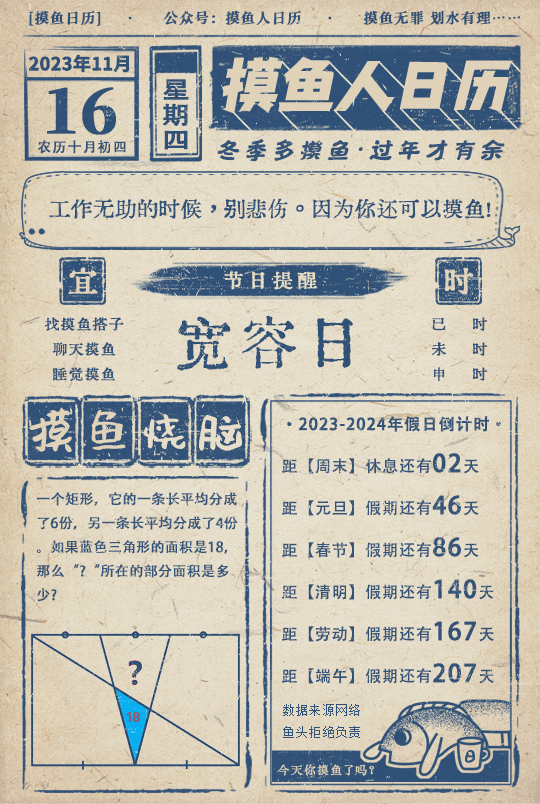 [摸鱼日历] · 公众号：摸鱼人日历 · 摸鱼无罪 划水有理……
2023年11月
16
农历十月初四
星期四
摸鱼人日历
冬季多摸鱼·过年才有余
工作无助的时候，别悲伤。因为你还可以摸鱼!
宜
节日提醒
时
找摸鱼搭子
聊天摸鱼
睡觉摸鱼
宽容日
已 时
未 时
申 时
摸鱼烧脑
一个矩形，它的一条长平均分成
了6份，另一条长平均分成了4份
。如果蓝色三角形的面积是18，
那么“？”所在的部分面积是多
少？
?
18
·2023-2024年假日倒计时·
距【周末】休息还有02天
距【元旦】假期还有46天
距【春节】假期还有86天
距【清明】假期还有140天
距【劳动】假期还有167天
距【端午】假期还有207天
数据来源网络
鱼头拒绝负责
今天你摸鱼了吗？